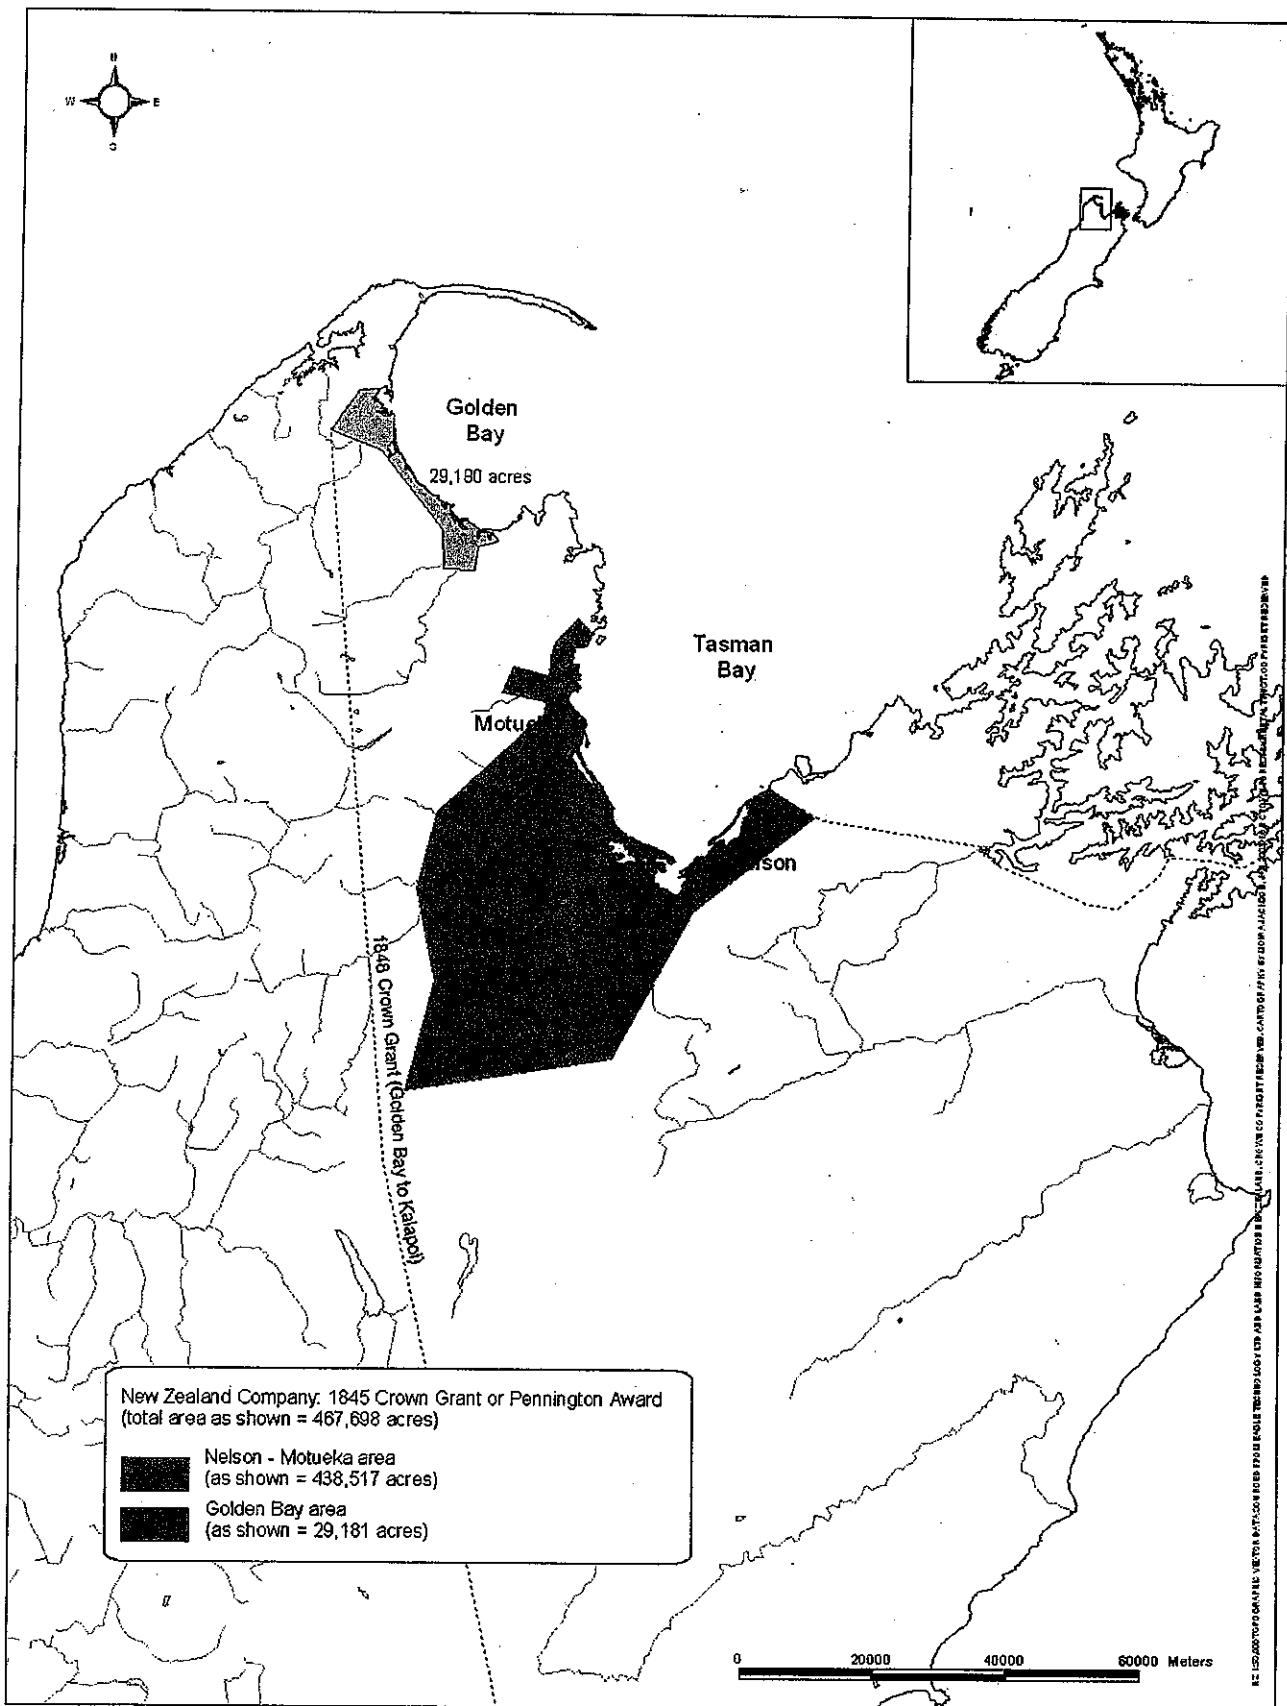 N
W E
S
Golden
Bay
29,180 acres
Tasman
Bay
Motue
lson
1848 Crown Grant (Golden Bay to Kaiapoi)
New Zealand Company: 1845 Crown Grant or Pennington Award
(total area as shown = 467,698 acres)
Nelson - Motueka area
(as shown = 438,517 acres)
Golden Bay area
(as shown = 29,181 acres)
0 20000 40000 60000 Meters